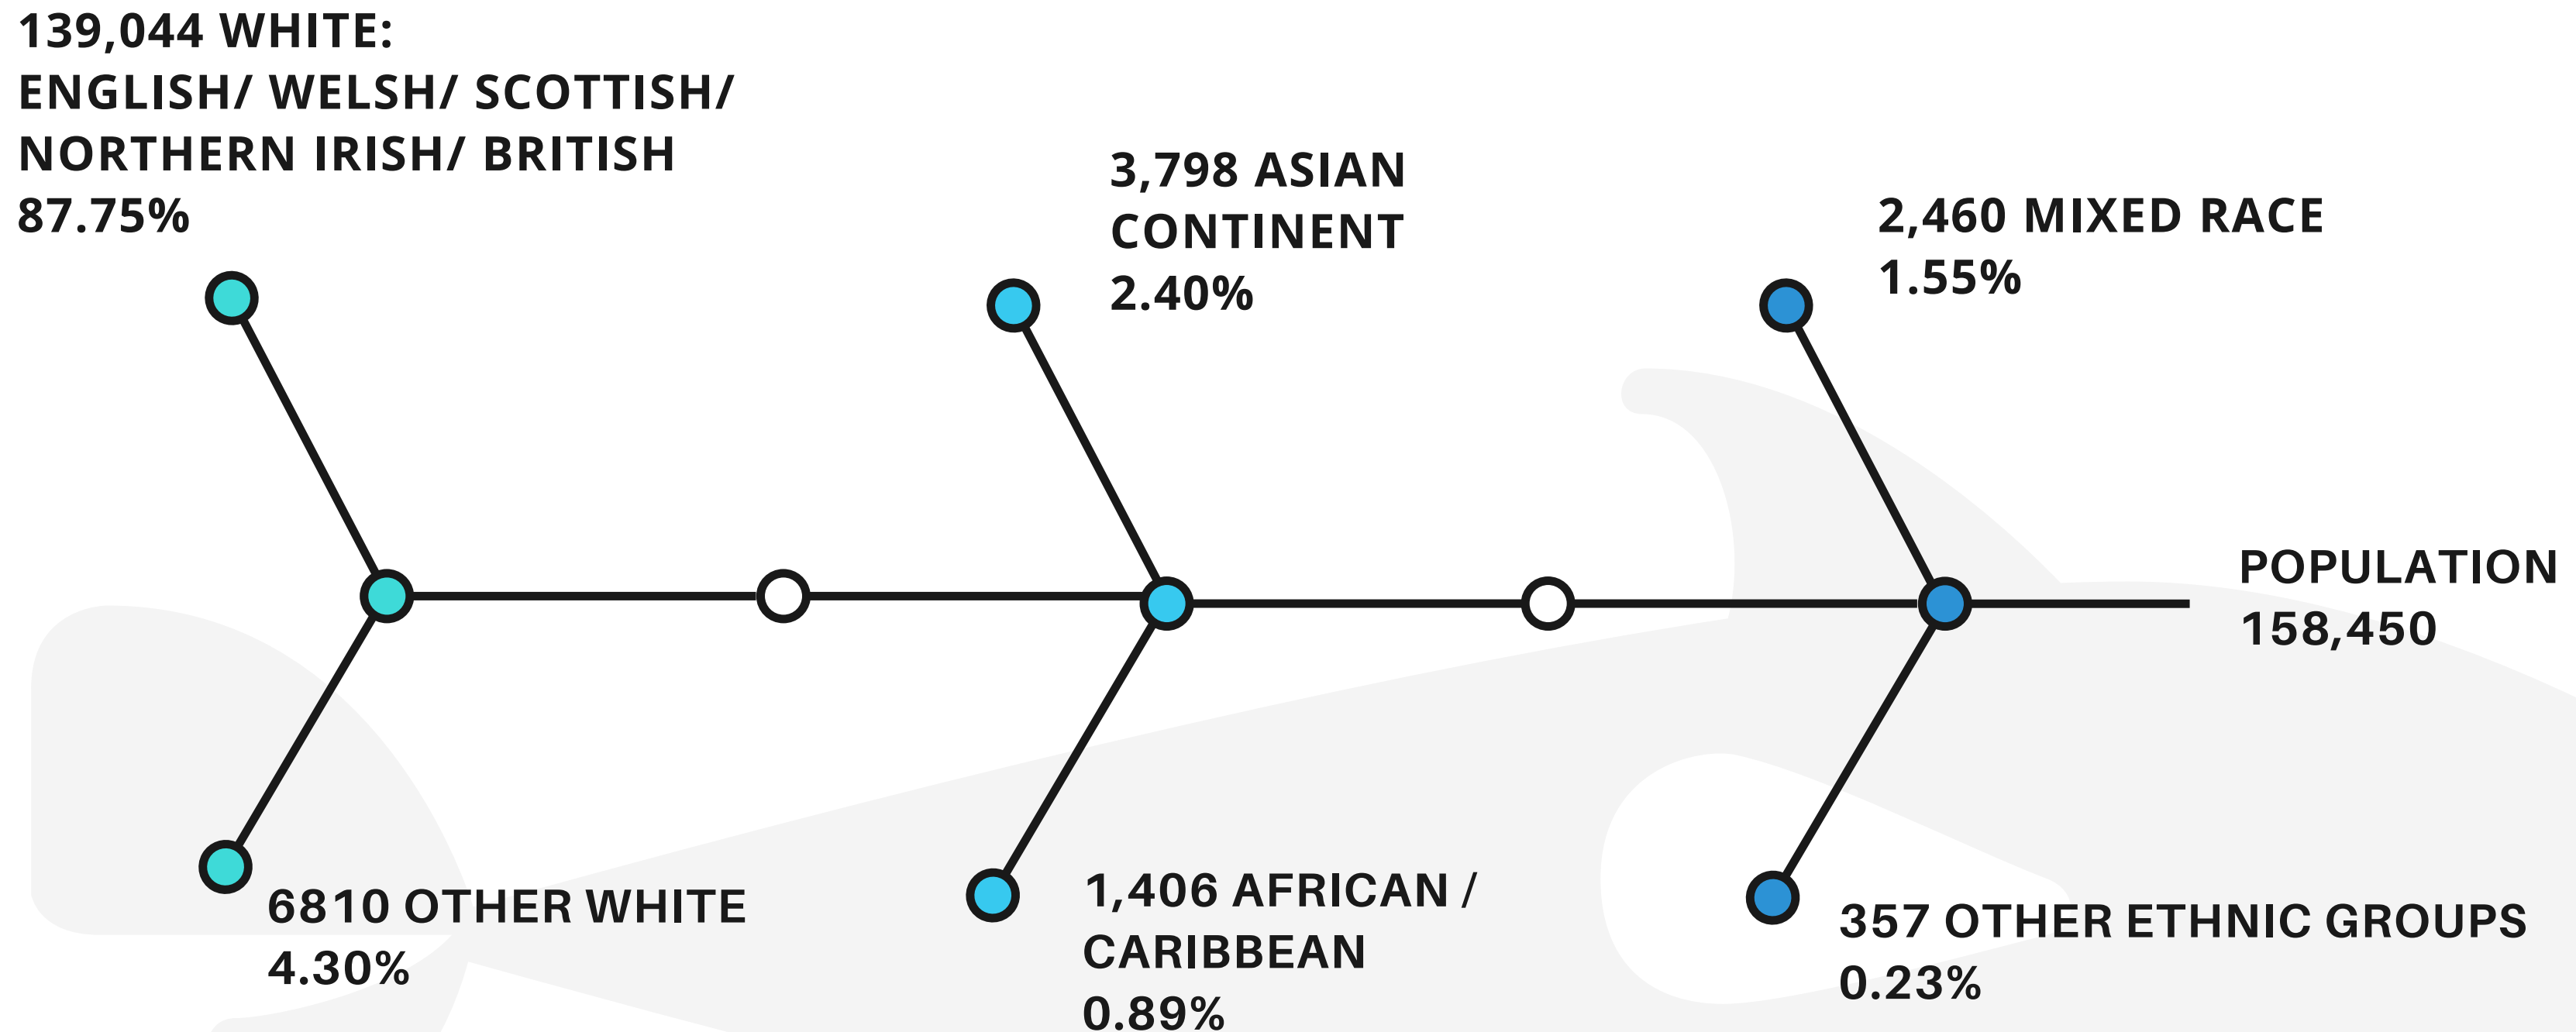 139,044 WHITE:
ENGLISH/ WELSH/ SCOTTISH/
NORTHERN IRISH/ BRITISH
87.75%
3,798 ASIAN
CONTINENT
2.40%
2,460 MIXED RACE
1.55%
POPULATION
158,450
6810 OTHER WHITE
4.30%
1,406 AFRICAN /
CARIBBEAN
0.89%
357 OTHER ETHNIC GROUPS
0.23%